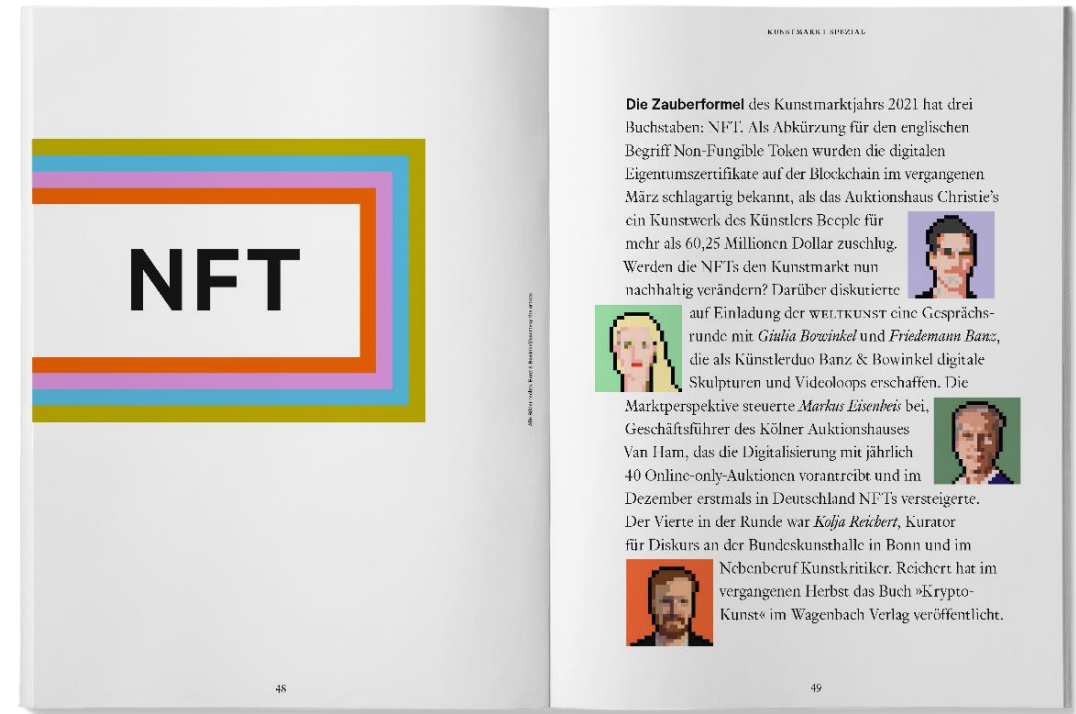 NFT
48
KUNSTMARKT SPEZIAL
Die Zauberformel des Kunstmarktjahrs 2021 hat drei
Buchstaben: NFT. Als Abkürzung für den englischen
Begriff Non-Fungible Token wurden die digitalen
Eigentumszertifikate auf der Blockchain im vergangenen
März schlagartig bekannt, als das Auktionshaus Christie’s
ein Kunstwerk des Künstlers Beeple für
mehr als 60,25 Millionen Dollar zuschlug.
Werden die NFTs den Kunstmarkt nun
nachhaltig verändern? Darüber diskutierte
auf Einladung der WELTKUNST eine Gesprächs-
runde mit Giulia Bowinkel und Friedemann Banz,
die als Künstlerduo Banz & Bowinkel digitale
Skulpturen und Videoloops erschaffen. Die
Marktperspektive steuerte Markus Eisenbeis bei,
Geschäftsführer des Kölner Auktionshauses
Van Ham, das die Digitalisierung mit jährlich
40 Online-only-Auktionen vorantreibt und im
Dezember erstmals in Deutschland NFTs versteigerte.
Der Vierte in der Runde war Kolja Reichert, Kurator
für Diskurs an der Bundeskunsthalle in Bonn und im
Nebenberuf Kunstkritiker. Reichert hat im
vergangenen Herbst das Buch »Krypto-
Kunst« im Wagenbach Verlag veröffentlicht.
49